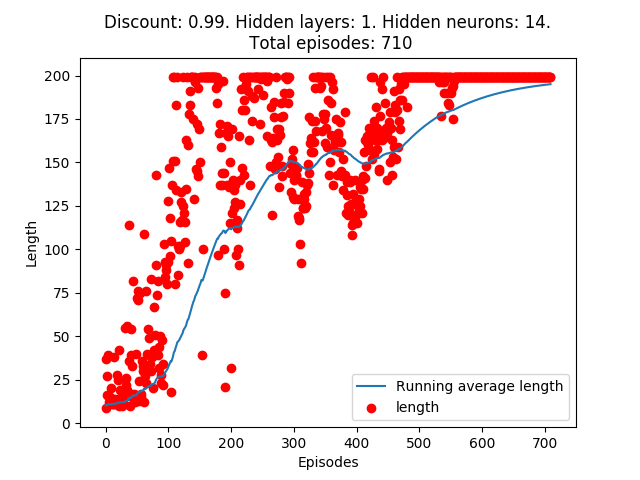 Discount: 0.99. Hidden layers: 1. Hidden neurons: 14.
Total episodes: 710
200
175
150
125
100
75
50
25
0
Length
Running average length
length
0 100 200 300 400 500 600 700
Episodes